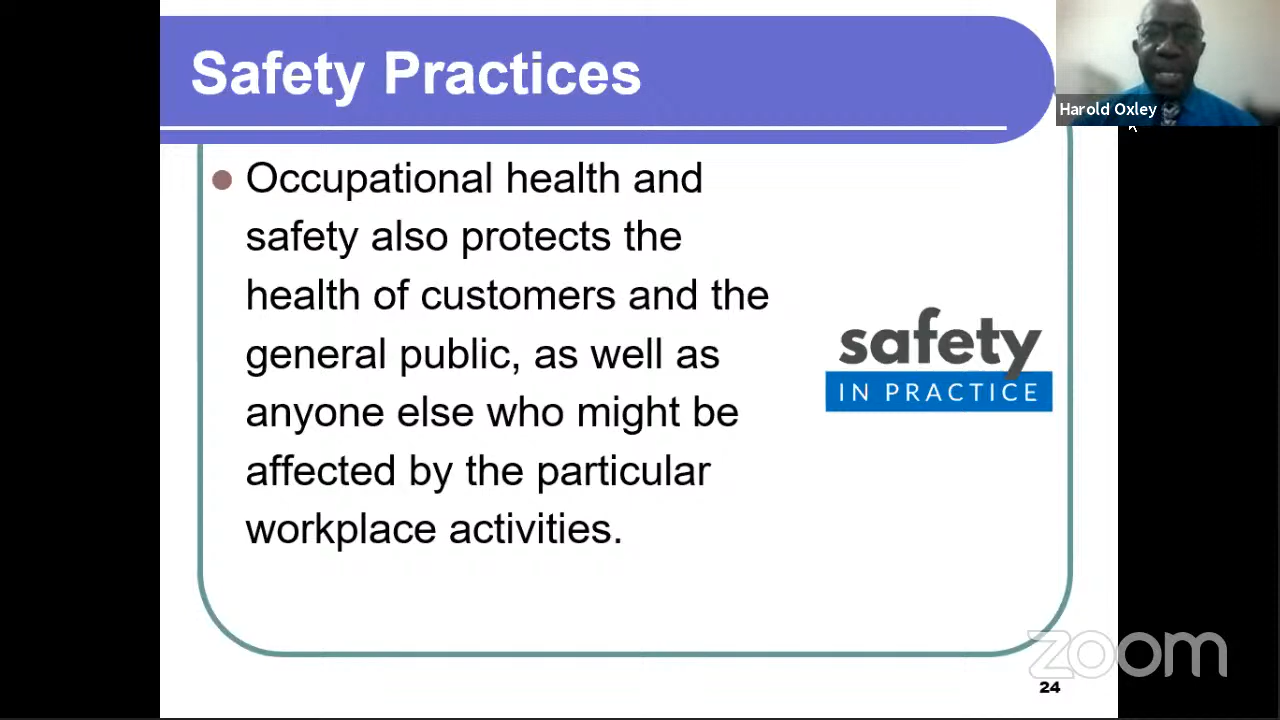 Safety Practices
Harold Oxley
Occupational health and
safety also protects the
health of customers and the
general public, as well as
anyone else who might be
affected by the particular
workplace activities.
safety
IN PRACTICE
zoom
24